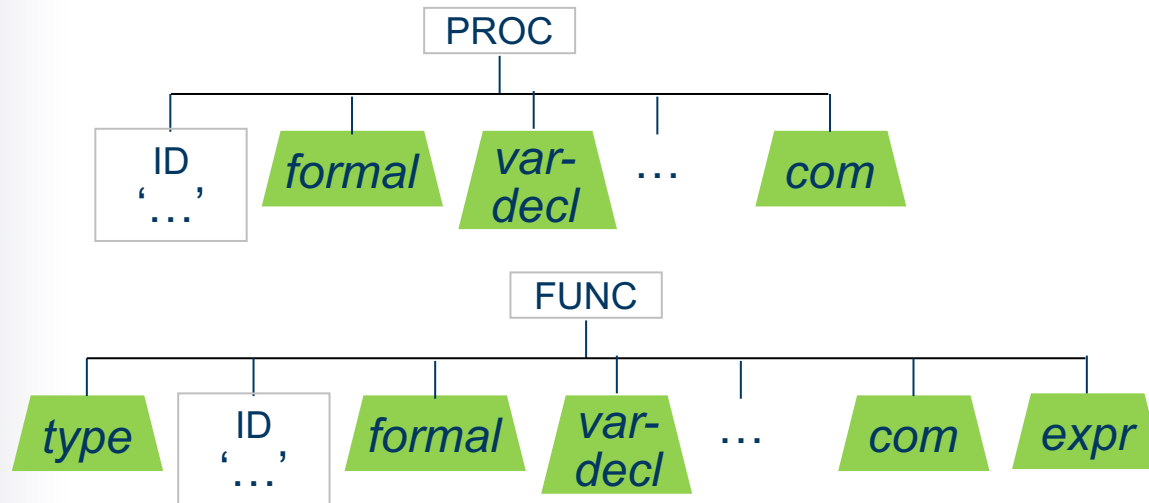 PROC
ID
‘…’
formal
var-
decl
…
com
FUNC
type
ID
‘…’
formal
var-
decl
…
com
expr